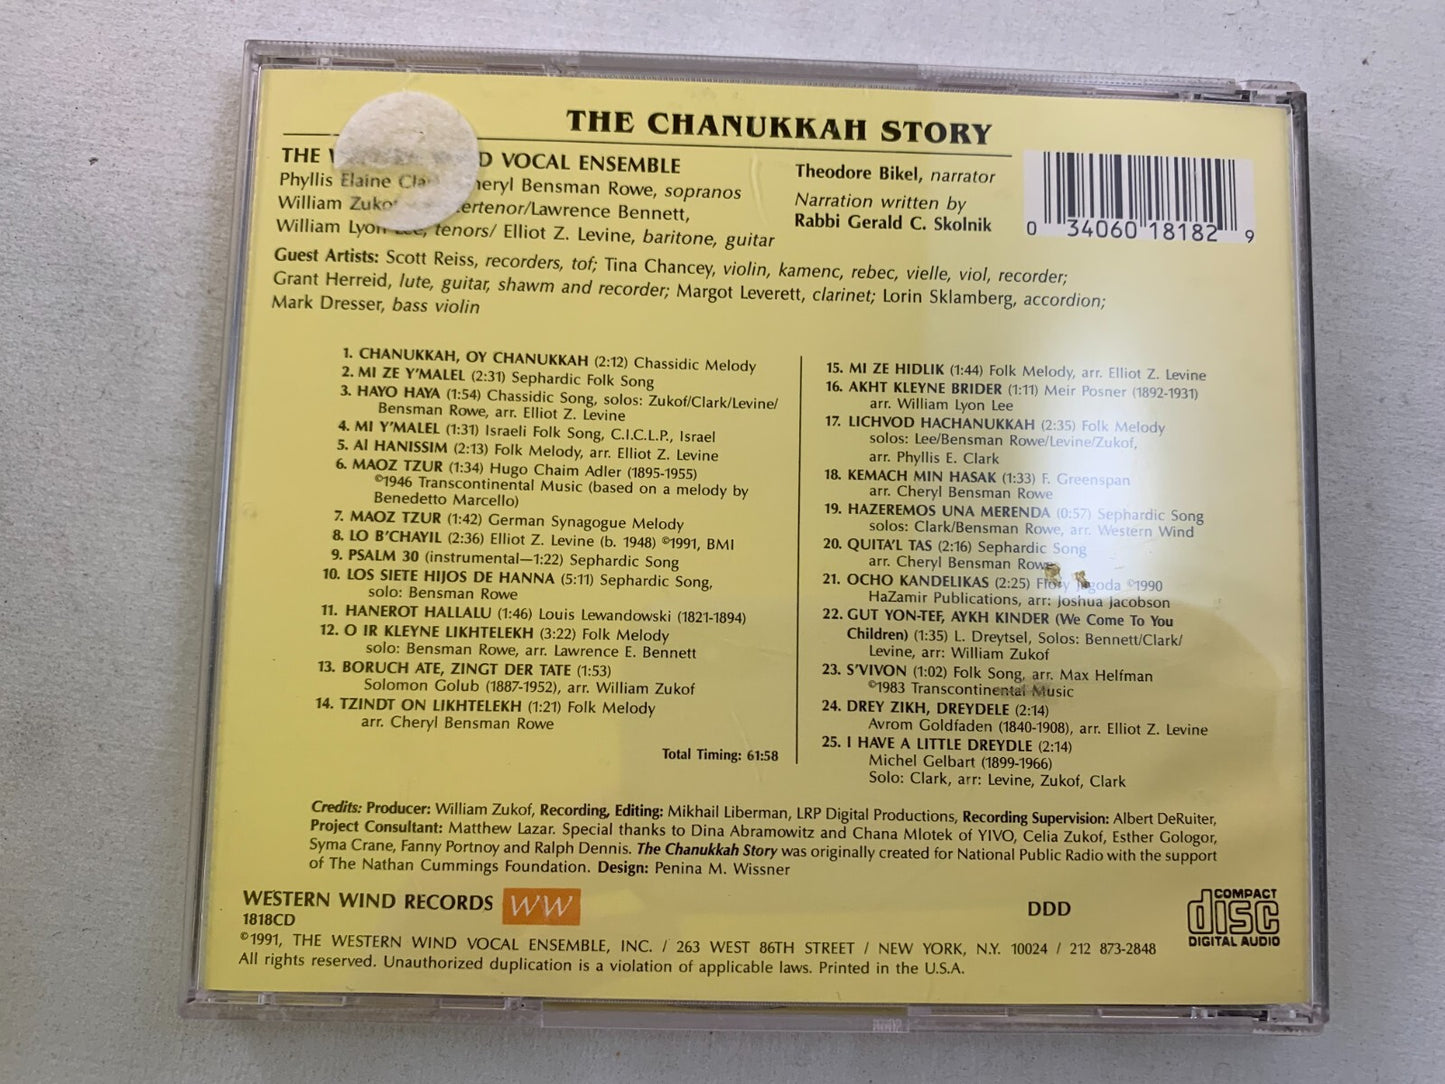 THE CHANUKKAH STORY
THE WIND VOCAL ENSEMBLE
Phyllis Elaine Bensman Rowe, sopranos
William Lawrence Bennett,
William Lyon Lee, tenors/ Elliot Z. Levine, baritone, guitar
Theodore Bikel, narrator
Narration written by
Rabbi Gerald C. Skolnik
0 34060 18182 9
Guest Artists: Scott Reiss, recorders, tof; Tina Chancey, violin, kamenc, rebec, vielle, viol, recorder;
Grant Herreid, lute, guitar, shawm and recorder; Margot Leverett, clarinet; Lorin Sklamberg, accordion;
Mark Dresser, bass violin
1. CHANUKKAH, OY CHANUKKAH (2:12) Chassidic Melody
2. MI ZE Y'MALEL (2:31) Sephardic Folk Song
3. HAYO HAYA (1:54) Chassidic Song, solos: Zukof/Clark/Levine/
Bensman Rowe, arr. Elliot Z. Levine
4. MI Y'MALEL (1:31) Israeli Folk Song, C.I.C.L.P., Israel
5. AI HANISSIM (2:13) Folk Melody, arr. Elliot Z. Levine
6. MAOZ TZUR (1:34) Hugo Chaim Adler (1895-1955)
©1946 Transcontinental Music (based on a melody by
Benedetto Marcello)
7. MAOZ TZUR (1:42) German Synagogue Melody
8. LO B'CHAYIL (2:36) Elliot Z. Levine (b. 1948) ©1991, BMI
9. PSALM 30 (instrumental—1:22) Sephardic Song
10. LOS SIETE HIJOS DE HANNA (5:11) Sephardic Song,
solo: Bensman Rowe
11. HANEROT HALLALU (1:46) Louis Lewandowski (1821-1894)
12. O IR KLEYNE LIKHTELEKH (3:22) Folk Melody
solo: Bensman Rowe, arr. Lawrence E. Bennett
13. BORUCH ATE, ZINGT DER TATE (1:53)
Solomon Golub (1887-1952), arr. William Zukof
14. TZINDT ON LIKHTELEKH (1:21) Folk Melody
arr. Cheryl Bensman Rowe
Total Timing: 61:58
15. MI ZE HIDLIK (1:44) Folk Melody, arr. Elliot Z. Levine
16. AKHT KLEYNE BRIDER (1:11) Meir Posner (1892-1931)
arr. William Lyon Lee
17. LICHVOD HACHANUKKAH (2:35) Folk Melody
solos: Lee/Bensman Rowe/Levine/Zukof,
arr. Phyllis E. Clark
18. KEMACH MIN HASAK (1:33) F. Greenspan
arr. Cheryl Bensman Rowe
19. HAZEREMOS UNA MERENDA (0:57) Sephardic Song
solos: Clark/Bensman Rowe, arr. Western Wind
20. QUITA'L TAS (2:16) Sephardic Song
arr. Cheryl Bensman Rowe
21. OCHO KANDELIKAS (2:25) Flory Jagoda ©1990
HaZamir Publications, arr: Joshua Jacobson
22. GUT YON-TEF, AYKH KINDER (We Come To You
Children) (1:35) L. Dreytsel, Solos: Bennett/Clark/
Levine, arr: William Zukof
23. S'VIVON (1:02) Folk Song, arr. Max Helfman
©1983 Transcontinental Music
24. DREY ZIKH, DREYDELE (2:14)
Avrom Goldfaden (1840-1908), arr. Elliot Z. Levine
25. I HAVE A LITTLE DREYDLE (2:14)
Michel Gelbart (1899-1966)
Solo: Clark, arr: Levine, Zukof, Clark
Credits: Producer: William Zukof, Recording, Editing: Mikhail Liberman, LRP Digital Productions, Recording Supervision: Albert DeRuiter,
Project Consultant: Matthew Lazar. Special thanks to Dina Abramowitz and Chana Mlotek of YIVO, Celia Zukof, Esther Gologor,
Syma Crane, Fanny Portnoy and Ralph Dennis. The Chanukkah Story was originally created for National Public Radio with the support
of The Nathan Cummings Foundation. Design: Penina M. Wissner
WESTERN WIND RECORDS WW
1818CD
DDD
COMPACT
disc
DIGITAL AUDIO
©1991, THE WESTERN WIND VOCAL ENSEMBLE, INC. / 263 WEST 86TH STREET / NEW YORK, N.Y. 10024 / 212 873-2848
All rights reserved. Unauthorized duplication is a violation of applicable laws. Printed in the U.S.A.